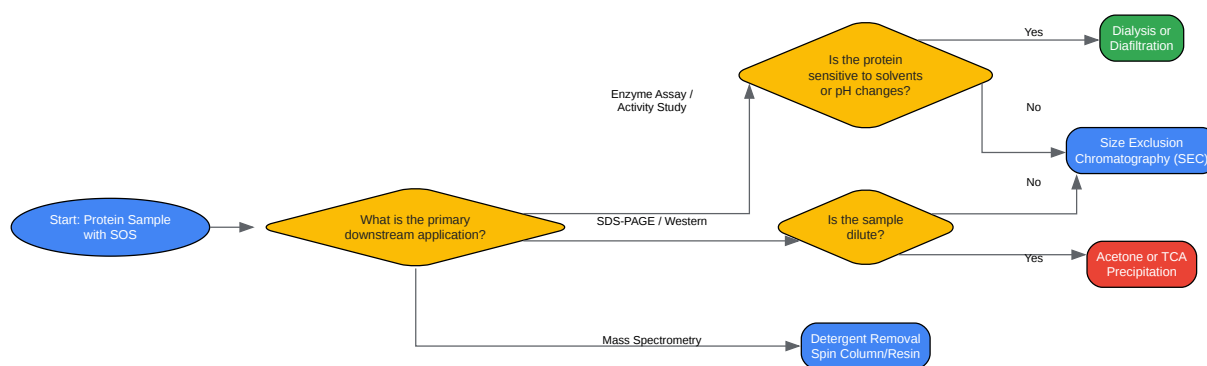 Start: Protein Sample
with SOS
What is the primary
downstream application?
Enzyme Assay /
Activity Study
Is the protein
sensitive to solvents
or pH changes?
Yes
Dialysis or
Diafiltration
No
Size Exclusion
Chromatography (SEC)
SDS-PAGE / Western
Is the sample
dilute?
No
Yes
Acetone or TCA
Precipitation
Mass Spectrometry
Detergent Removal
Spin Column/Resin